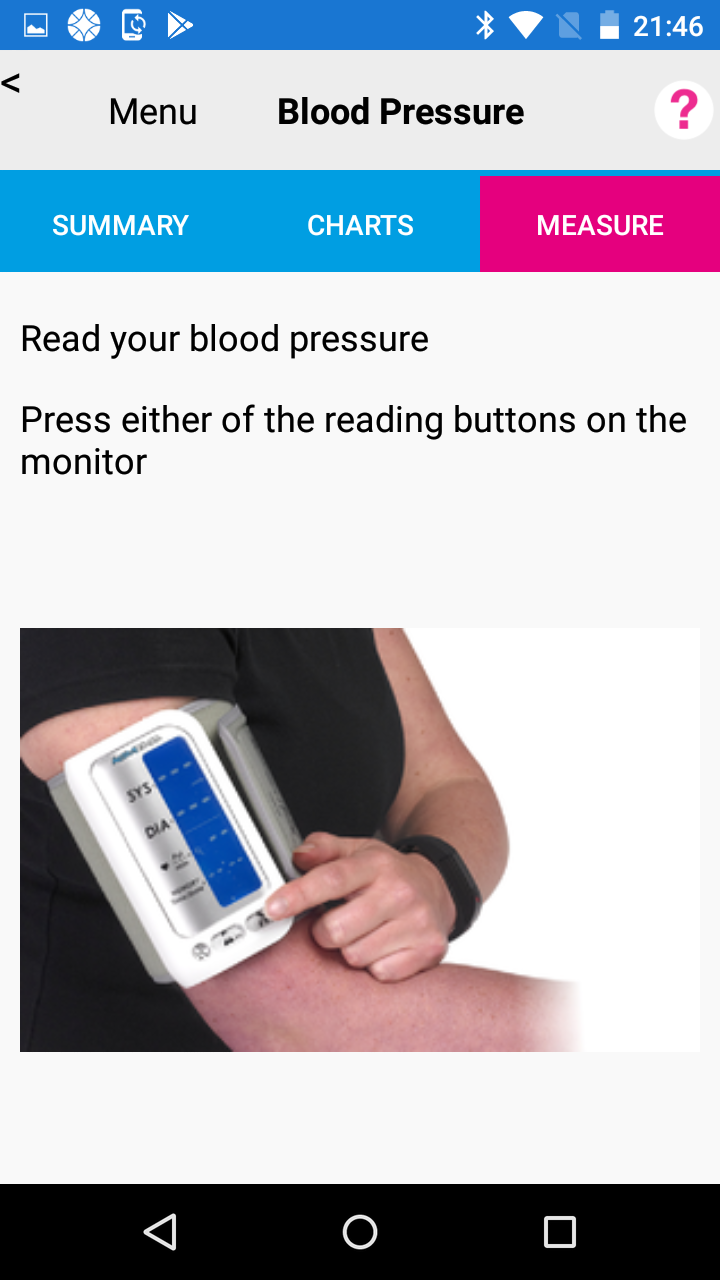 21:46
<
Menu
Blood Pressure
?
SUMMARY
CHARTS
MEASURE
Read your blood pressure
Press either of the reading buttons on the
monitor
SYS
DIA